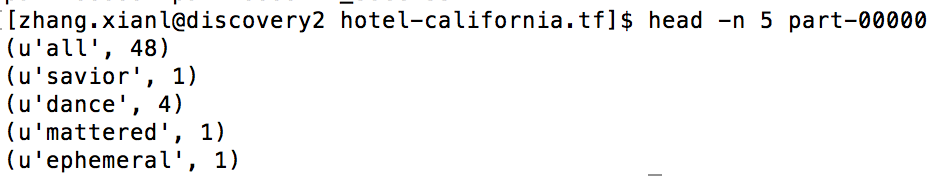 [zhang.xianl@discovery2 hotel-california.tf]$ head -n 5 part-00000
(u'all', 48)
(u'savior', 1)
(u'dance', 4)
(u'mattered', 1)
(u'ephemeral', 1)